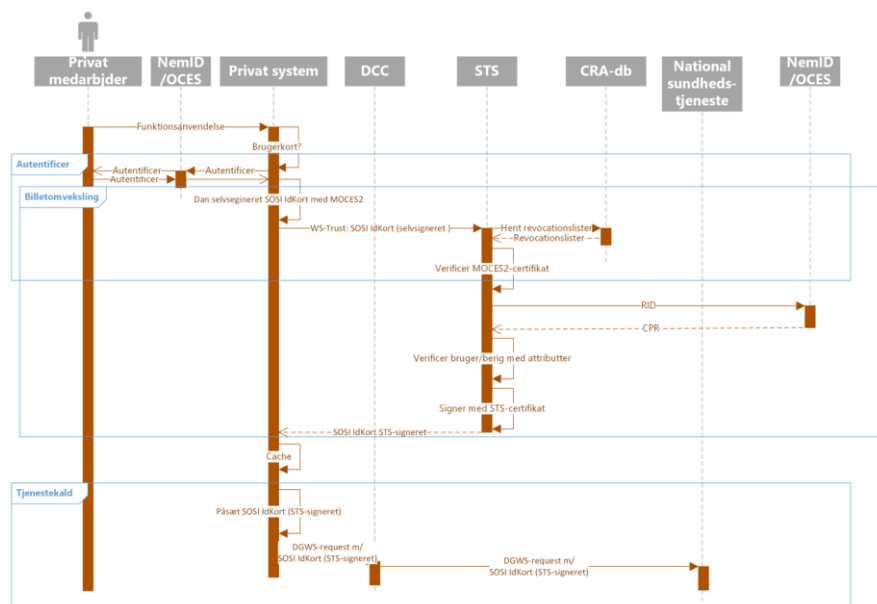 Privat
medarbjder
NemID
/OCES
Privat system
DCC
STS
CRA-db
National
sundheds-
tjeneste
NemID
/OCES
Funktionsanvendelse
Brugerkort?
Autentificer
Autentificer
Autentificer
Autentificer
Billetomveksling
Dan selvsegineret SOSI IdKort med MOCES2
WS-Trust: SOSI IdKort (selvsigneret )
Hent revocationslister
Revocationslister
Verificer MOCES2-certifikat
RID
CPR
Verificer bruger/berig med attributter
Signer med STS-certifikat
SOSI IdKort STS-signeret
Cache
Tjenestekald
Påsæt SOSI IdKort (STS-signeret)
DGWS-request m/
SOSI IdKort (STS-signeret)
DGWS-request m/
SOSI IdKort (STS-signeret)